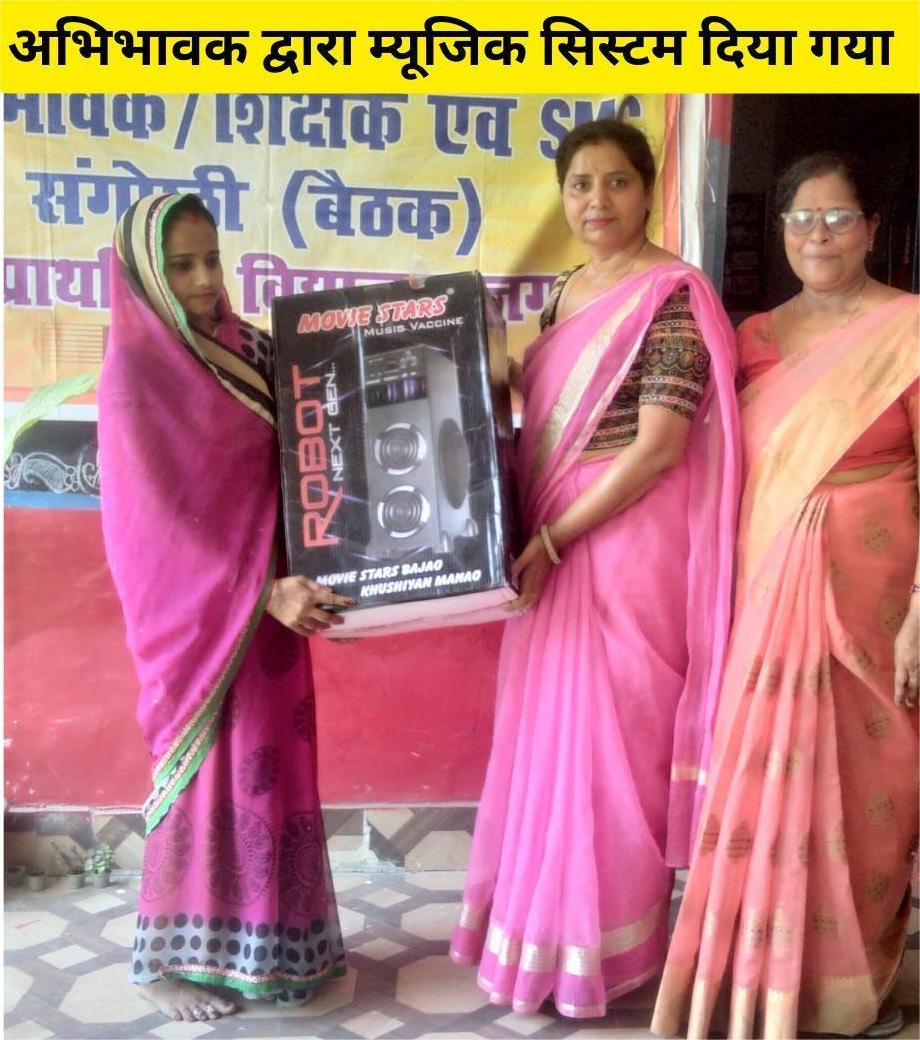 अभिभावक द्वारा म्यूजिक सिस्टम दिया गया
/शिक्षक एवं SMC
(बैठक)
MOVIE STARS
MUSIC VACCINE
ROBOT
NEXT GEN..
MOVIE STARS BAJAO
KHUSHIYAN MANAO